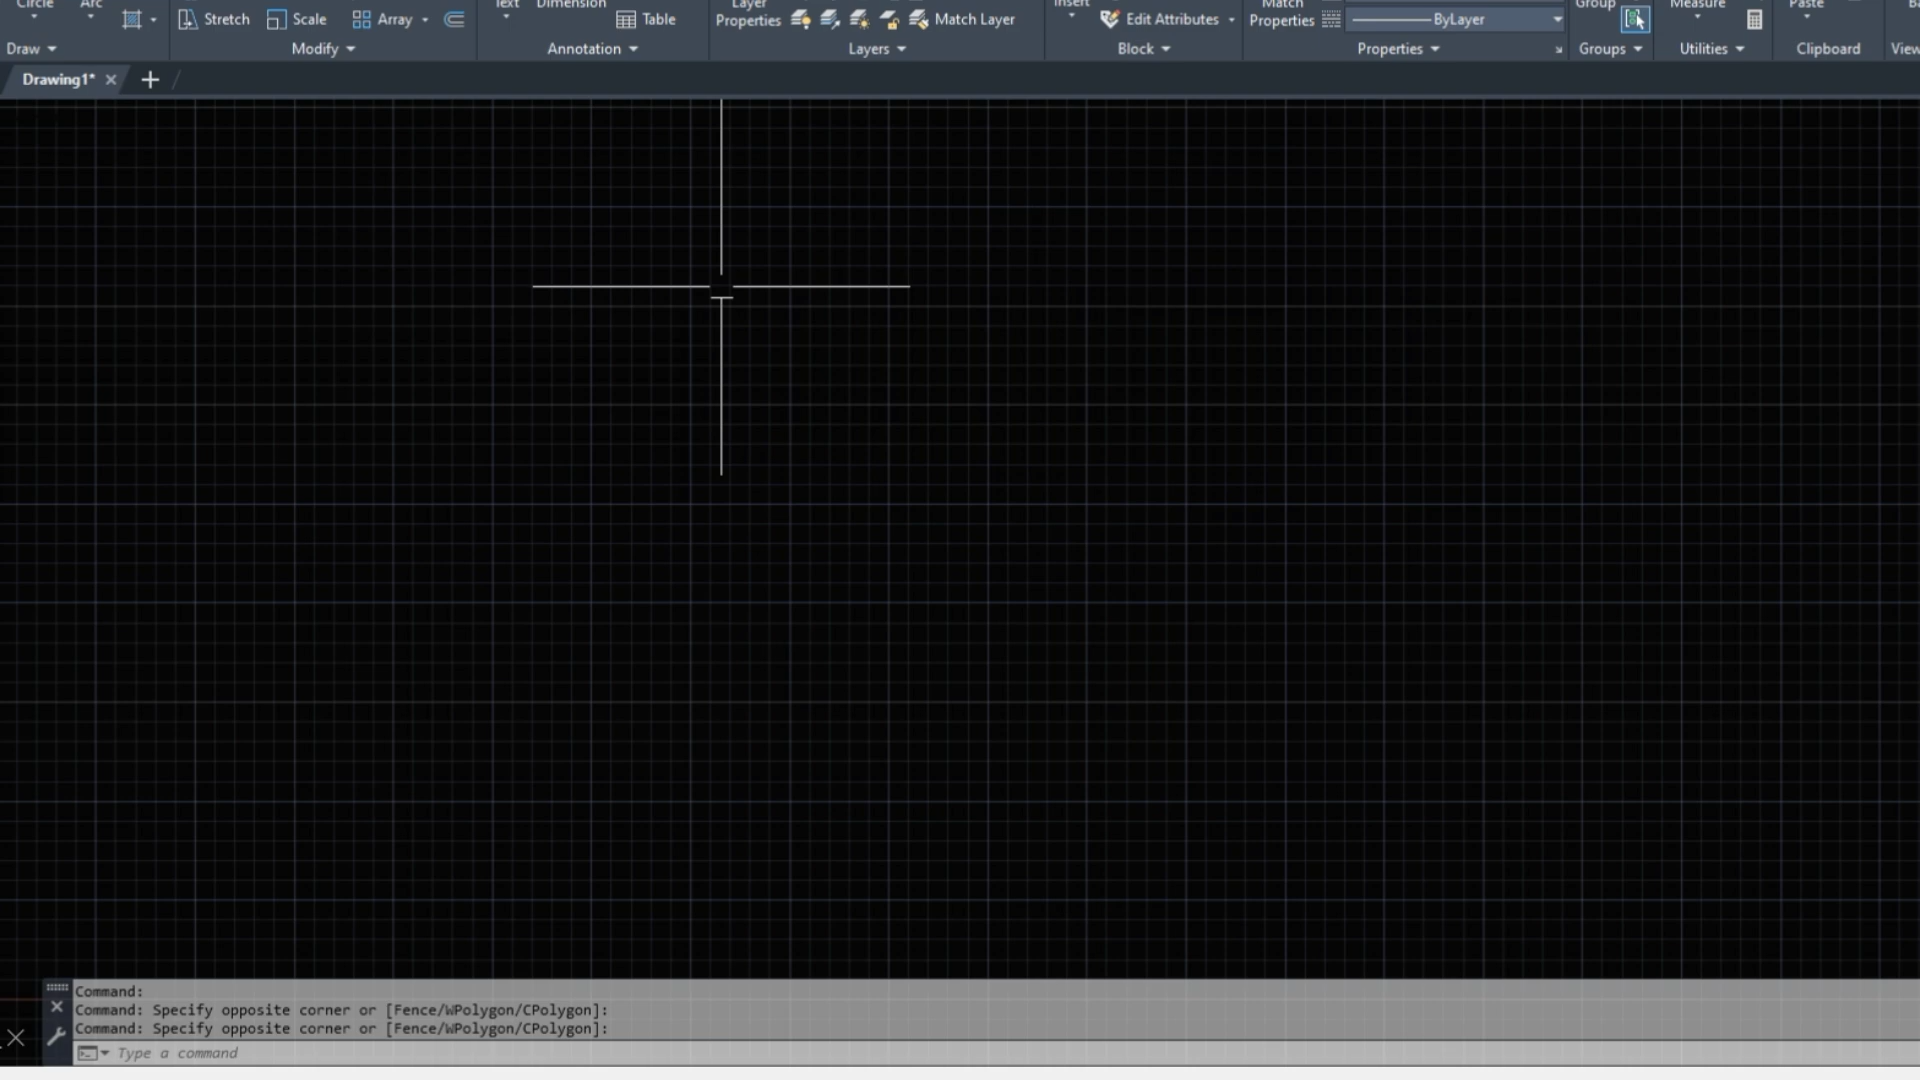 Circle Arc Text Dimension Layer Insert Match Group Measure Paste
Stretch Scale Array Table Properties Match Layer Edit Attributes Properties ByLayer
Draw Modify Annotation Layers Block Properties Groups Utilities Clipboard View
Drawing1*
Command:
Command: Specify opposite corner or [Fence/WPolygon/CPolygon]:
Command: Specify opposite corner or [Fence/WPolygon/CPolygon]:
Type a command